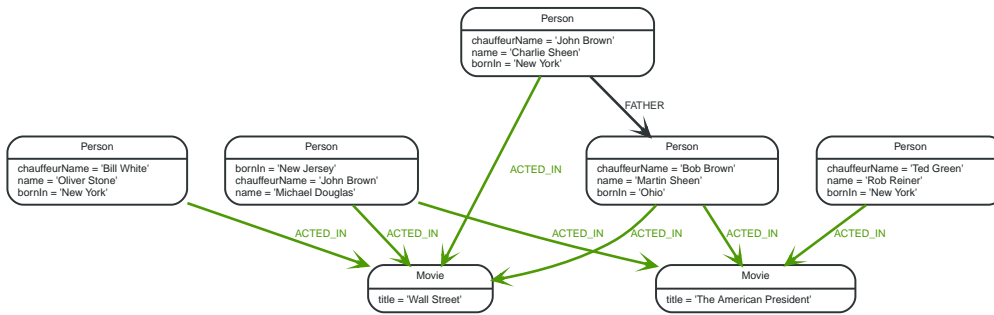 Person
chauffeurName = 'John Brown'
name = 'Charlie Sheen'
bornIn = 'New York'
FATHER
Person
chauffeurName = 'Bill White'
name = 'Oliver Stone'
bornIn = 'New York'
Person
bornIn = 'New Jersey'
chauffeurName = 'John Brown'
name = 'Michael Douglas'
ACTED_IN
Person
chauffeurName = 'Bob Brown'
name = 'Martin Sheen'
bornIn = 'Ohio'
Person
chauffeurName = 'Ted Green'
name = 'Rob Reiner'
bornIn = 'New York'
ACTED_IN
ACTED_IN
ACTED_IN
ACTED_IN
ACTED_IN
ACTED_IN
Movie
title = 'Wall Street'
Movie
title = 'The American President'